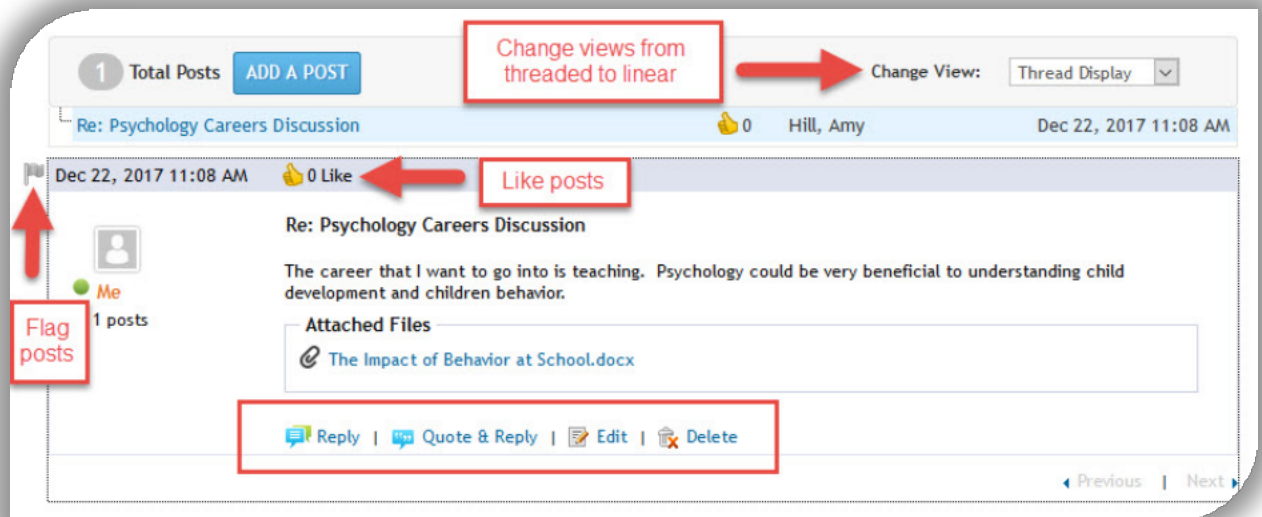 1 Total Posts ADD A POST
Change views from
threaded to linear
Change View: Thread Display
Re: Psychology Careers Discussion 0 Hill, Amy Dec 22, 2017 11:08 AM
Dec 22, 2017 11:08 AM 0 Like
Like posts
Re: Psychology Careers Discussion
The career that I want to go into is teaching. Psychology could be very beneficial to understanding child
development and children behavior.
Me
1 posts
Flag
posts
Attached Files
The Impact of Behavior at School.docx
Reply | Quote & Reply | Edit | Delete
Previous | Next